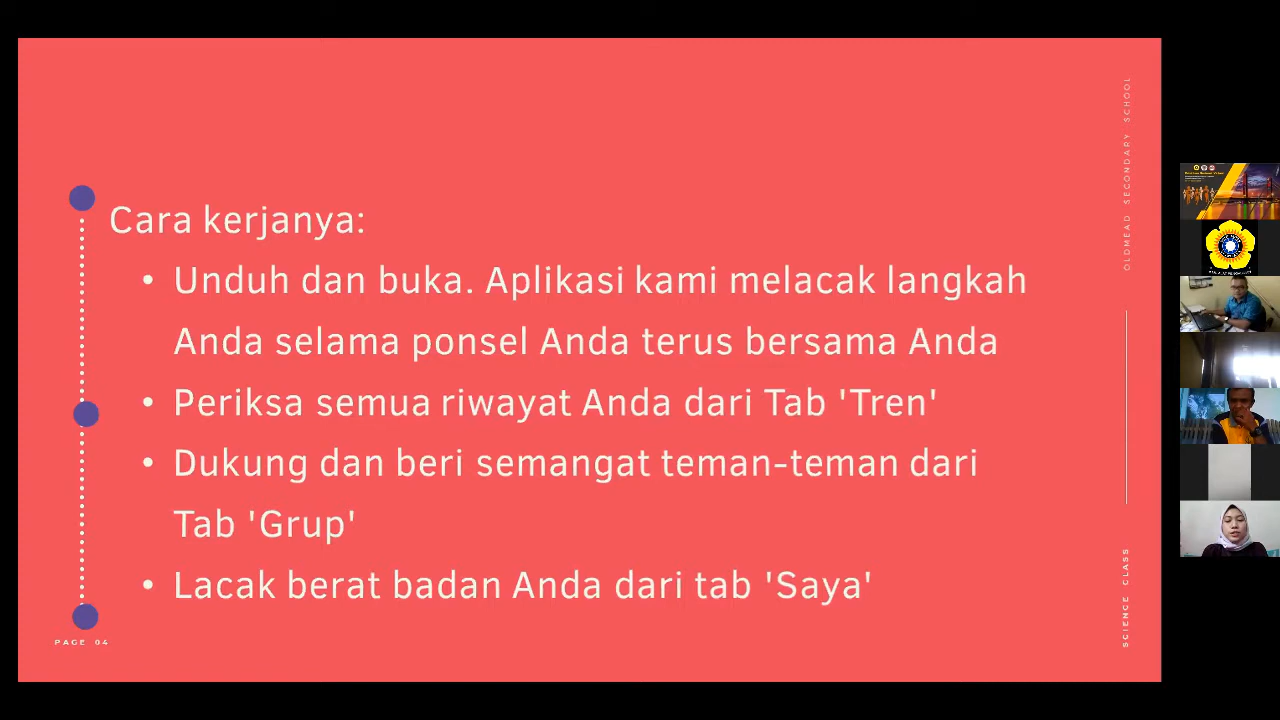 Cara kerjanya:
• Unduh dan buka. Aplikasi kami melacak langkah
Anda selama ponsel Anda terus bersama Anda
• Periksa semua riwayat Anda dari Tab 'Tren'
• Dukung dan beri semangat teman-teman dari
Tab 'Grup'
• Lacak berat badan Anda dari tab 'Saya'
PAGE 04
OLDMEAD SECONDARY SCHOOL
SCIENCE CLASS